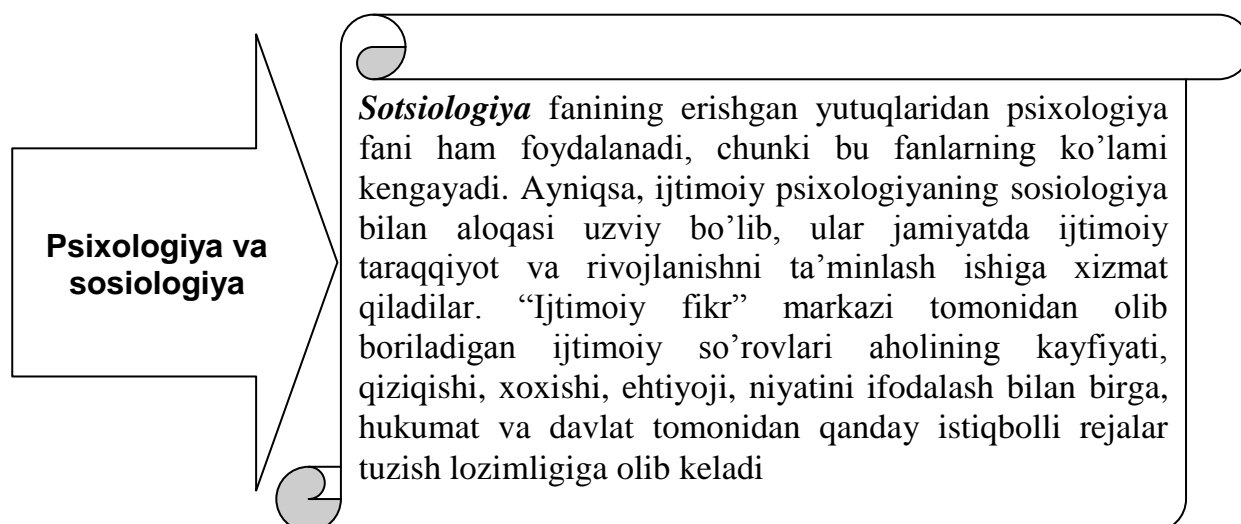 Psixologiya va
sosiologiya
Sotsiologiya fanining erishgan yutuqlaridan psixologiya
fani ham foydalanadi, chunki bu fanlarning ko’lami
kengayadi. Ayniqsa, ijtimoiy psixologiyaning sosiologiya
bilan aloqasi uzviy bo’lib, ular jamiyatda ijtimoiy
taraqqiyot va rivojlanishni ta’minlash ishiga xizmat
qiladilar. “Ijtimoiy fikr” markazi tomonidan olib
boriladigan ijtimoiy so’rovlari aholining kayfiyati,
qiziqishi, xoxishi, ehtiyoji, niyatini ifodalash bilan birga,
hukumat va davlat tomonidan qanday istiqbolli rejalar
tuzish lozimligiga olib keladi